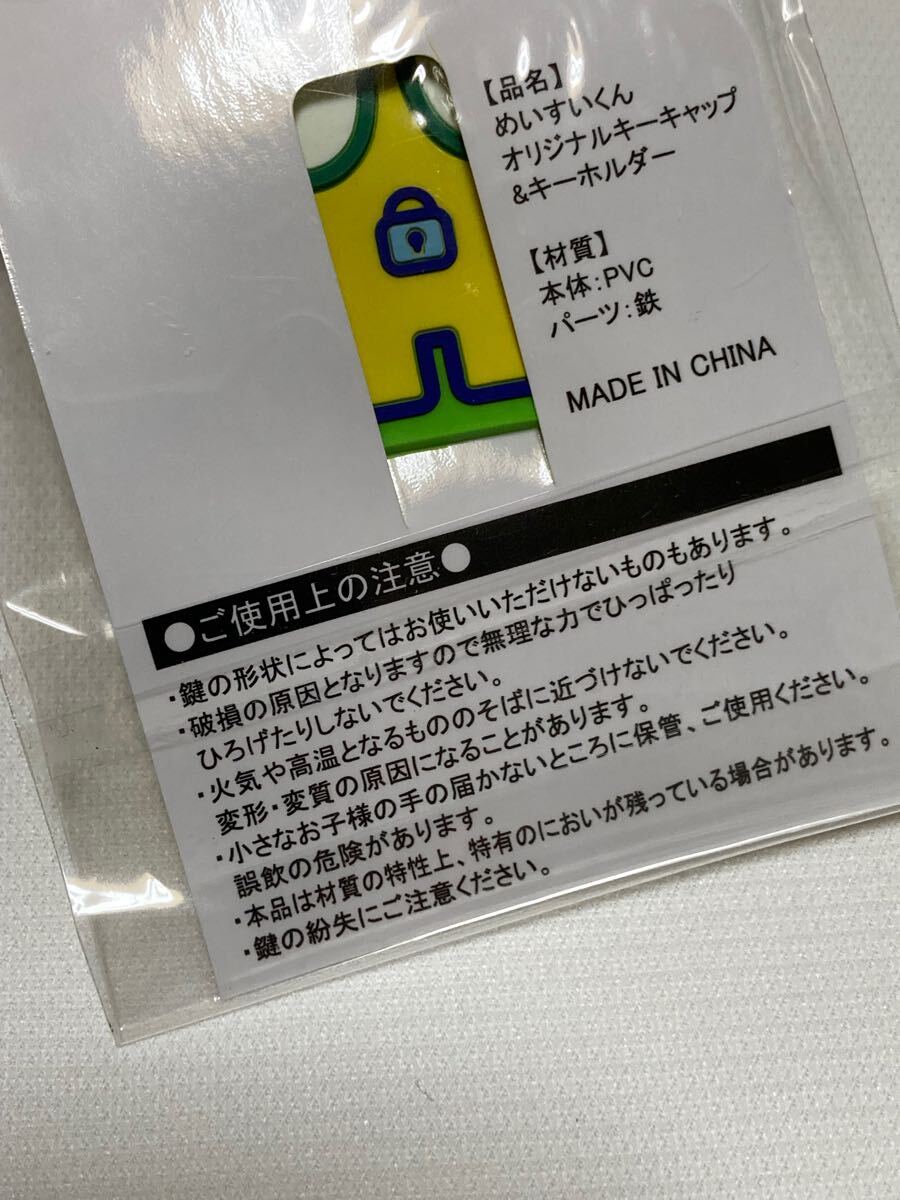 【品名】
めいすいくん
オリジナルキーキャップ
&キーホルダー
【材質】
本体:PVC
パーツ:鉄
MADE IN CHINA
●ご使用上の注意●
・鍵の形状によってはお使いいただけないものもあります。
・破損の原因となりますので無理な力でひっぱったり
ひろげたりしないでください。
・火気や高温となるもののそばに近づけないでください。
変形・変質の原因になることがあります。
・小さなお子様の手の届かないところに保管、ご使用ください。
誤飲の危険があります。
・本品は材質の特性上、特有のにおいが残っている場合があります。
・鍵の紛失にご注意ください。